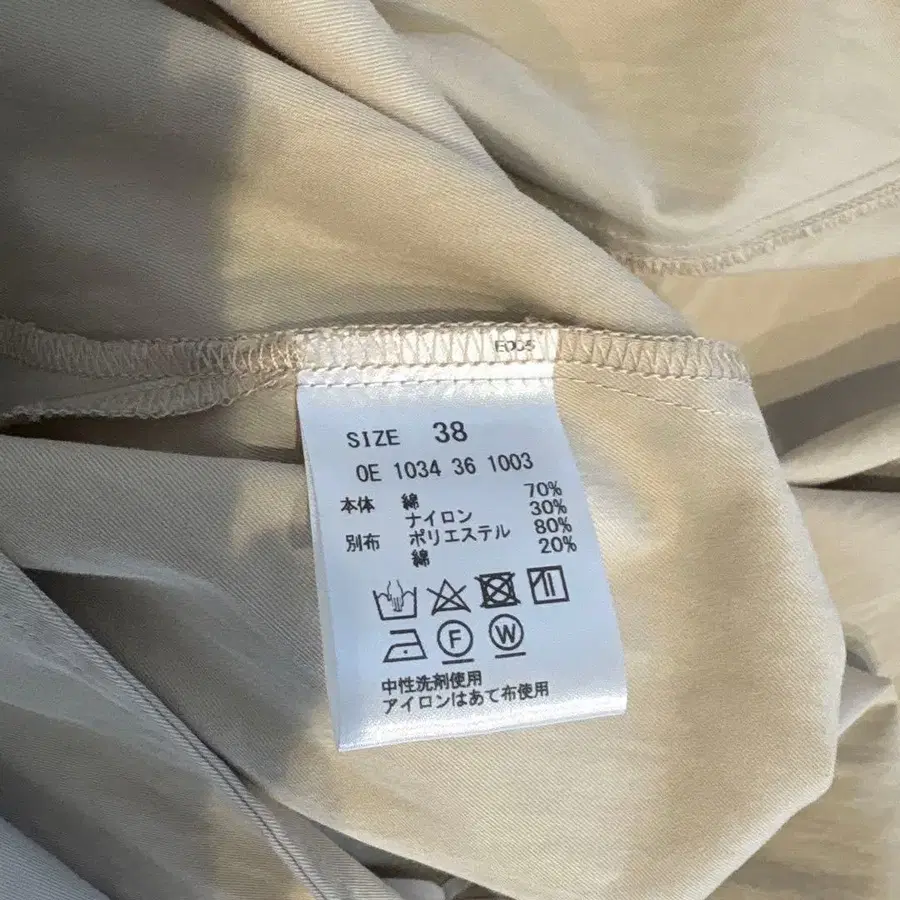 E005
SIZE 38
OE 1034 36 1003
本体 綿 70%
ナイロン 30%
別布 ポリエステル 80%
綿 20%
F W
中性洗剤使用
アイロンはあて布使用